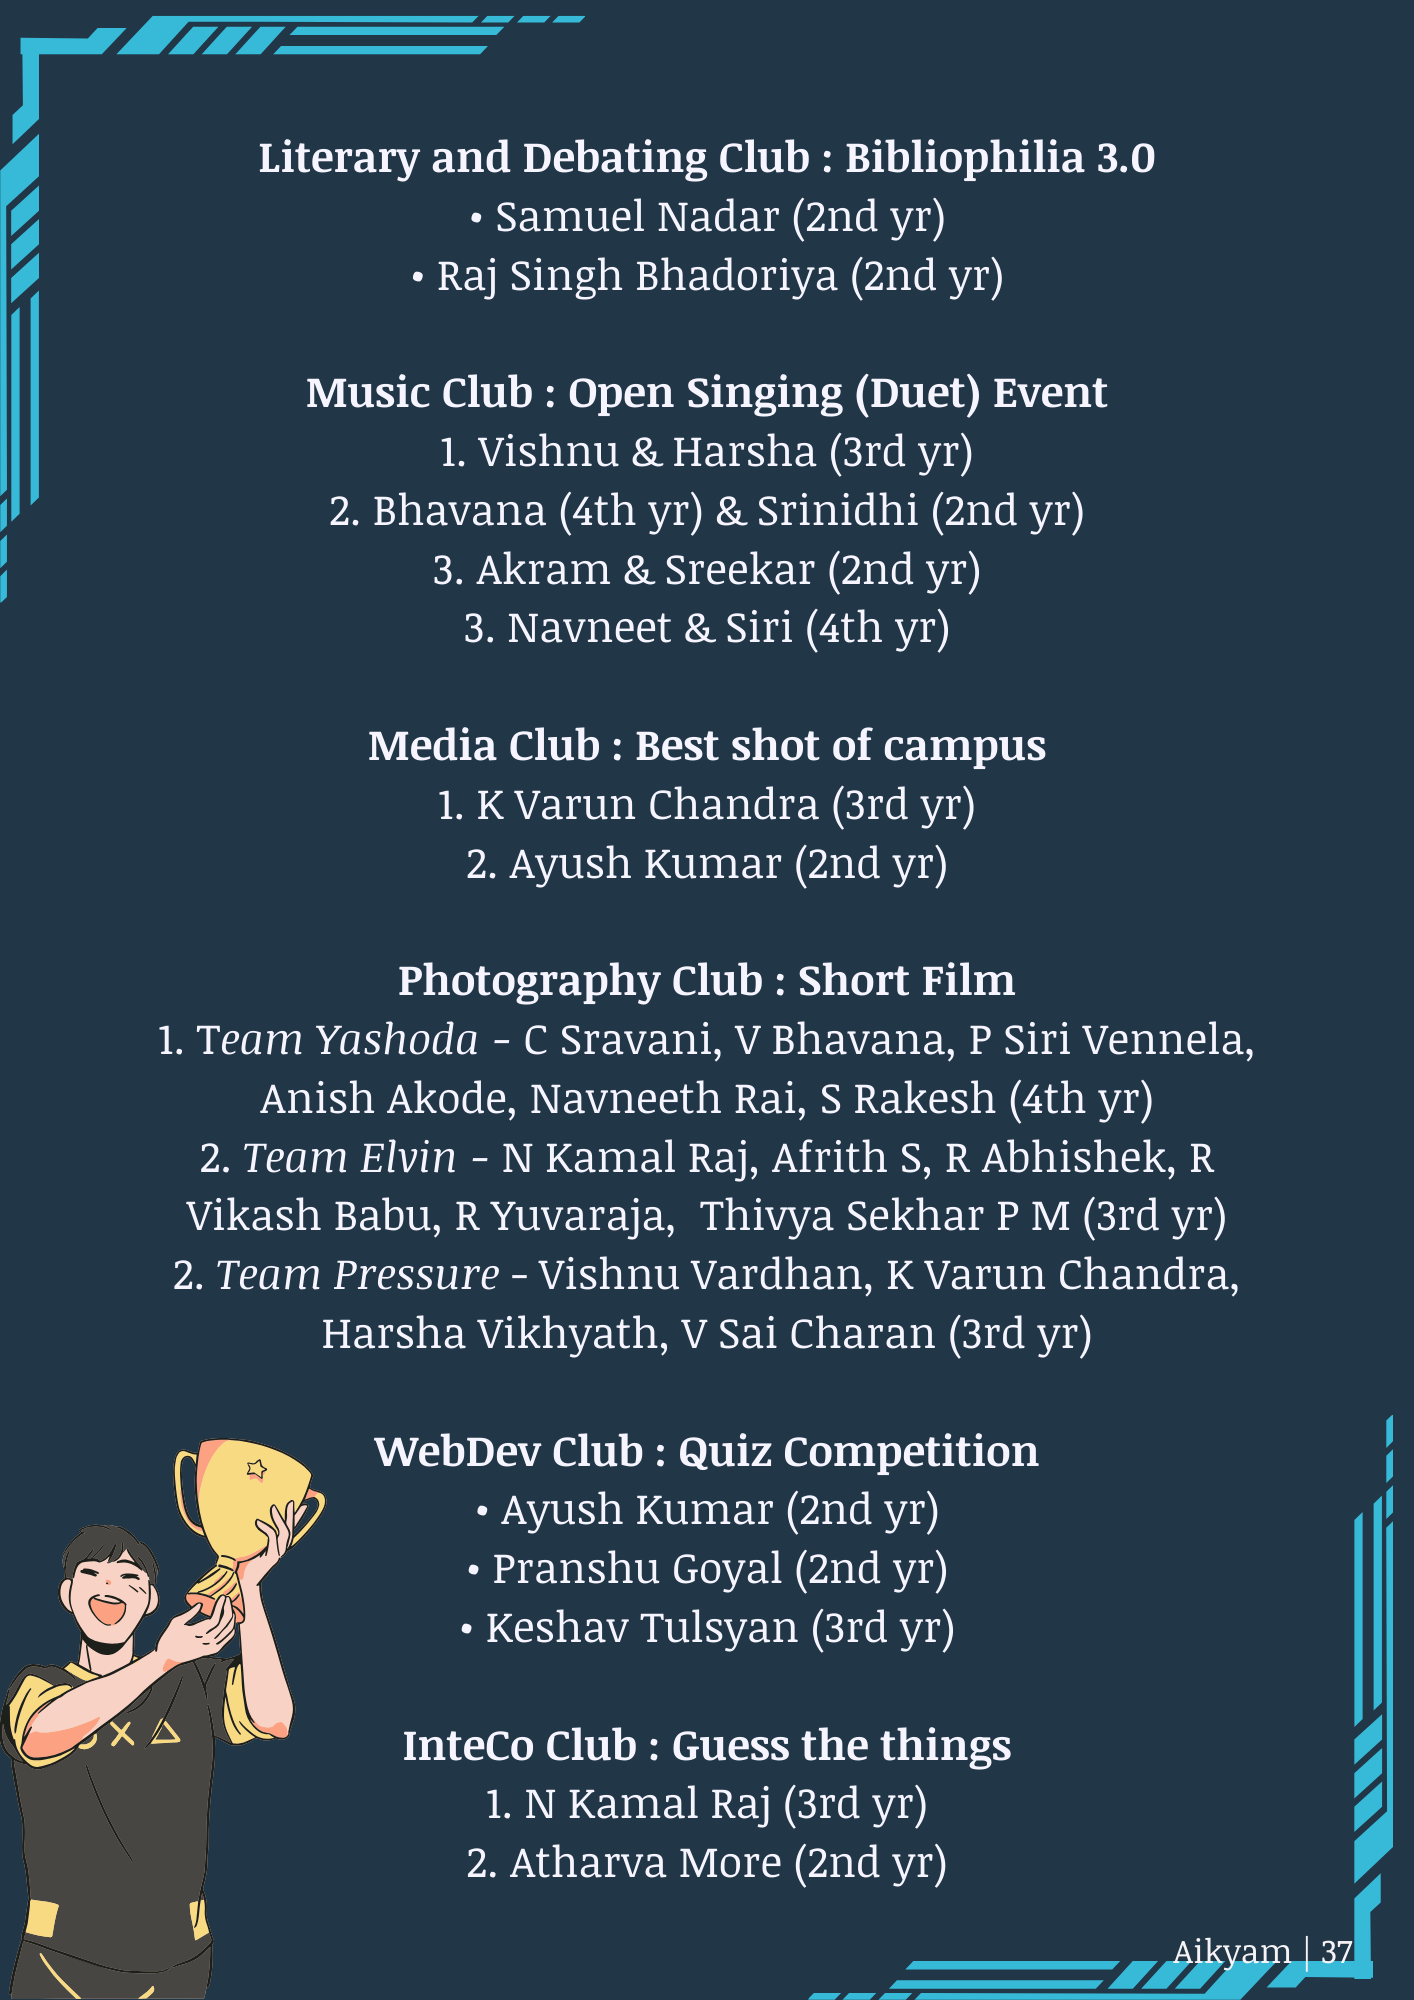 Literary and Debating Club : Bibliophilia 3.0
• Samuel Nadar (2nd yr)
• Raj Singh Bhadoriya (2nd yr)
Music Club : Open Singing (Duet) Event
1. Vishnu & Harsha (3rd yr)
2. Bhavana (4th yr) & Srinidhi (2nd yr)
3. Akram & Sreekar (2nd yr)
3. Navneet & Siri (4th yr)
Media Club : Best shot of campus
1. K Varun Chandra (3rd yr)
2. Ayush Kumar (2nd yr)
Photography Club : Short Film
1. Team Yashoda - C Sravani, V Bhavana, P Siri Vennela,
Anish Akode, Navneeth Rai, S Rakesh (4th yr)
2. Team Elvin - N Kamal Raj, Afrith S, R Abhishek, R
Vikash Babu, R Yuvaraja,  Thivya Sekhar P M (3rd yr)
2. Team Pressure - Vishnu Vardhan, K Varun Chandra,
Harsha Vikhyath, V Sai Charan (3rd yr)
WebDev Club : Quiz Competition
• Ayush Kumar (2nd yr)
• Pranshu Goyal (2nd yr)
• Keshav Tulsyan (3rd yr)
InteCo Club : Guess the things
1. N Kamal Raj (3rd yr)
2. Atharva More (2nd yr)
Aikyam | 37